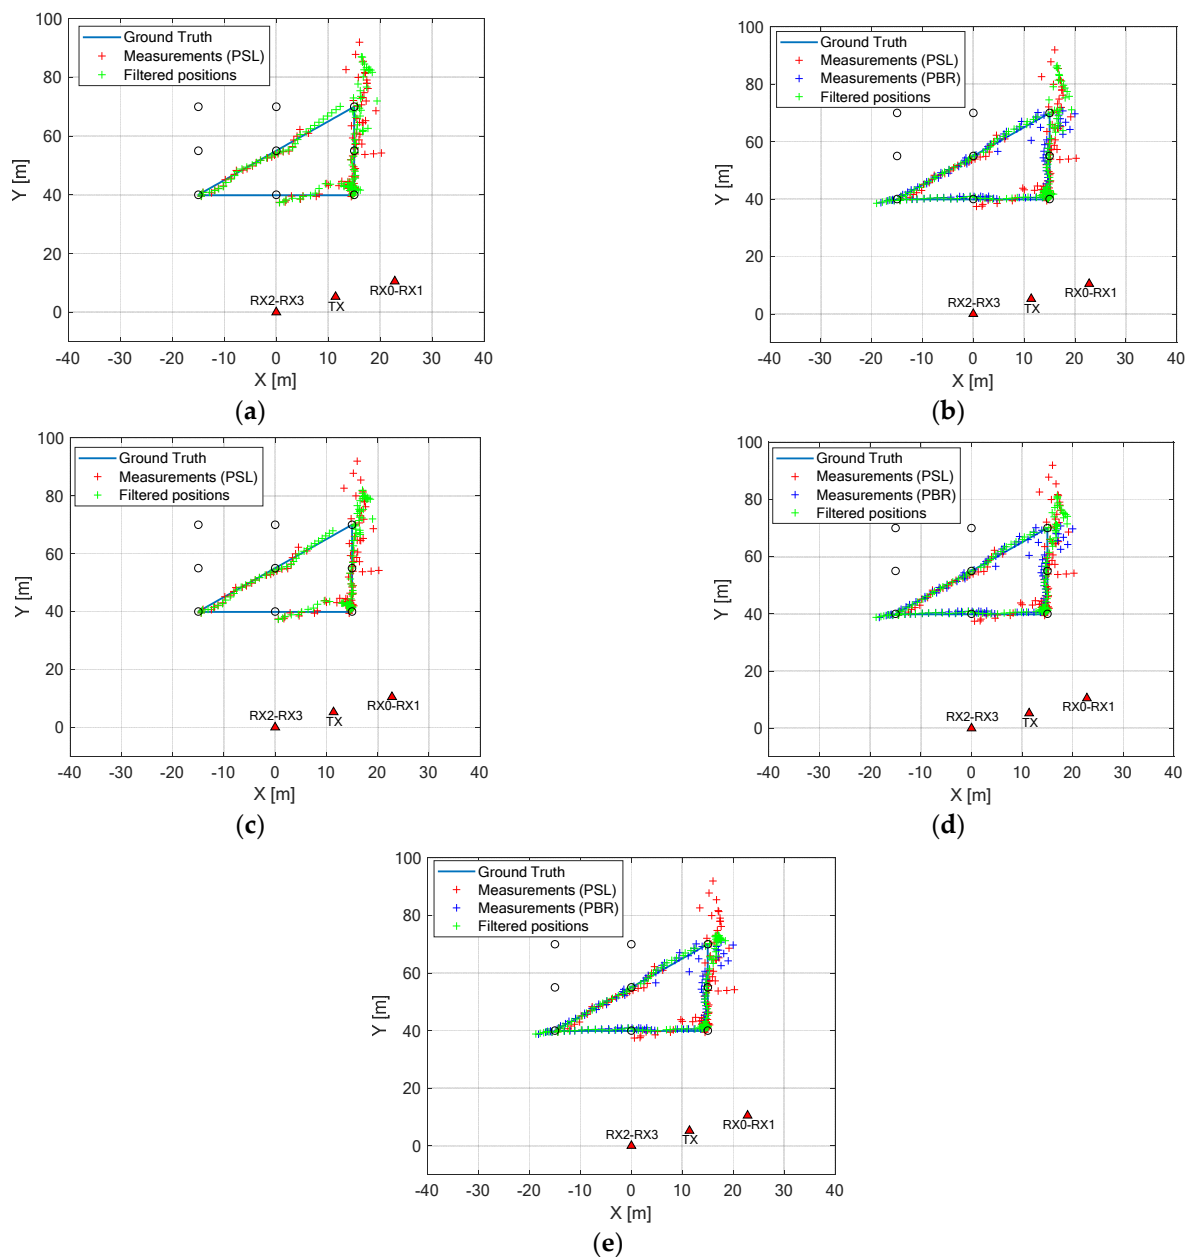 100
80
60
40
20
0
Y [m]
Ground Truth
Measurements (PSL)
Filtered positions
RX2-RX3
TX
RX0-RX1
-40 -30 -20 -10 0 10 20 30 40
X [m]
(a)
100
80
60
40
20
0
Y [m]
Ground Truth
Measurements (PSL)
Measurements (PBR)
Filtered positions
RX2-RX3
TX
RX0-RX1
-40 -30 -20 -10 0 10 20 30 40
X [m]
(b)
100
80
60
40
20
0
Y [m]
Ground Truth
Measurements (PSL)
Filtered positions
RX2-RX3
TX
RX0-RX1
-40 -30 -20 -10 0 10 20 30 40
X [m]
(c)
100
80
60
40
20
0
Y [m]
Ground Truth
Measurements (PSL)
Measurements (PBR)
Filtered positions
RX2-RX3
TX
RX0-RX1
-40 -30 -20 -10 0 10 20 30 40
X [m]
(d)
100
80
60
40
20
0
Y [m]
Ground Truth
Measurements (PSL)
Measurements (PBR)
Filtered positions
RX2-RX3
TX
RX0-RX1
-40 -30 -20 -10 0 10 20 30 40
X [m]
(e)